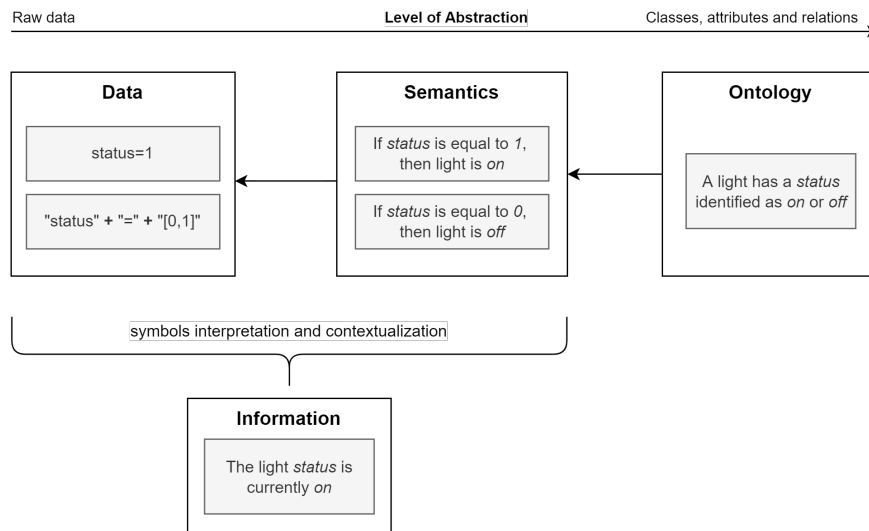 Raw data
Level of Abstraction
Classes, attributes and relations
Data
status=1
"status" + "=" + "[0,1]"
Semantics
If status is equal to 1,
then light is on
If status is equal to 0,
then light is off
Ontology
A light has a status
identified as on or off
symbols interpretation and contextualization
Information
The light status is
currently on